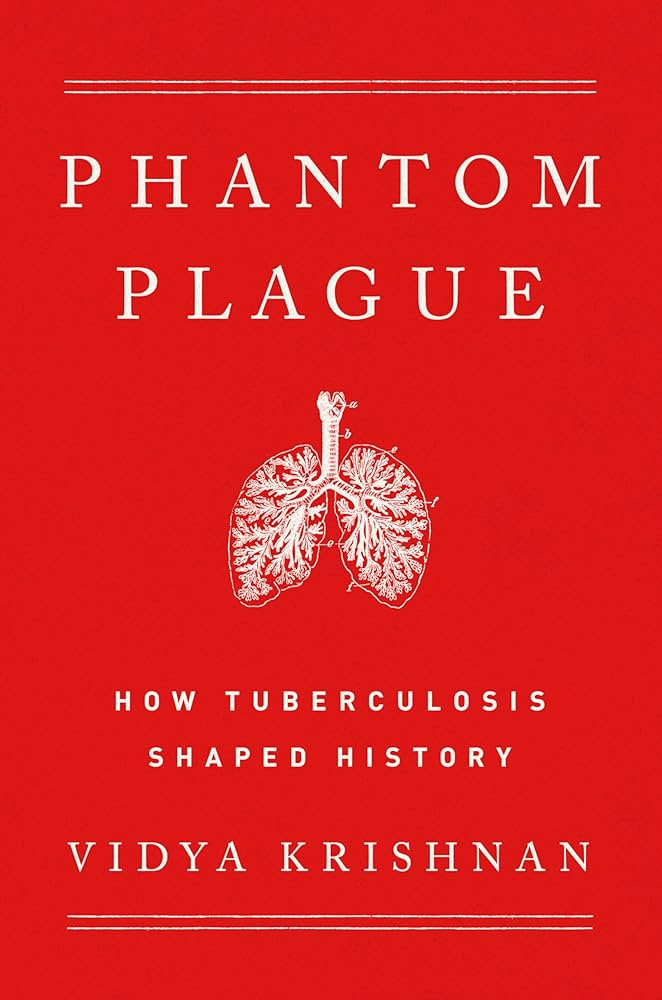 PHANTOM
PLAGUE
a
b
e
f
c
e
f
HOW TUBERCULOSIS
SHAPED HISTORY
VIDYA KRISHNAN